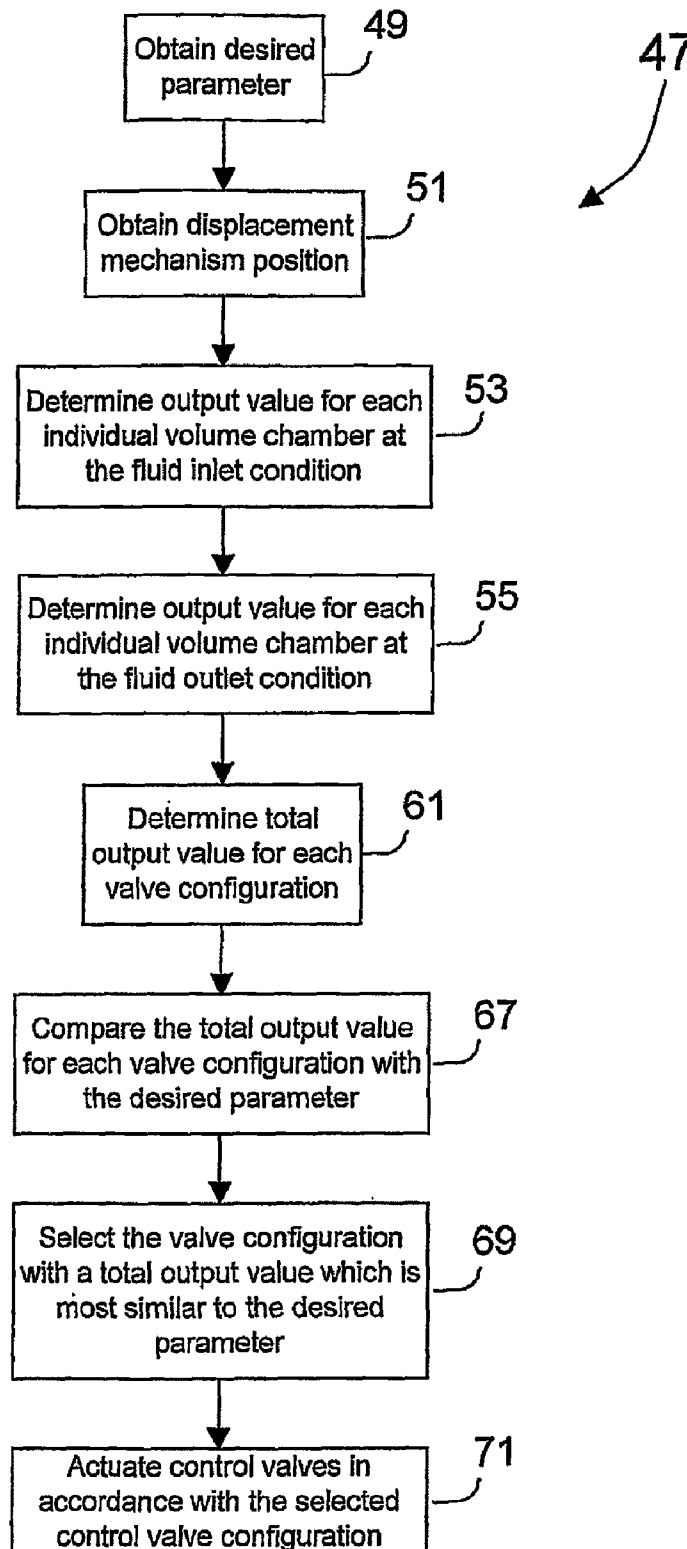 49
Obtain desired
parameter
47
51
Obtain displacement
mechanism position
53
Determine output value for each
individual volume chamber at
the fluid inlet condition
55
Determine output value for each
individual volume chamber at
the fluid outlet condition
61
Determine total
output value for each
valve configuration
67
Compare the total output value
for each valve configuration with
the desired parameter
69
Select the valve configuration
with a total output value which is
most similar to the desired
parameter
71
Actuate control valves in
accordance with the selected
control valve configuration